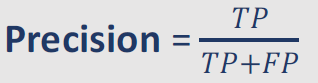 Precision = TP
TP+FP